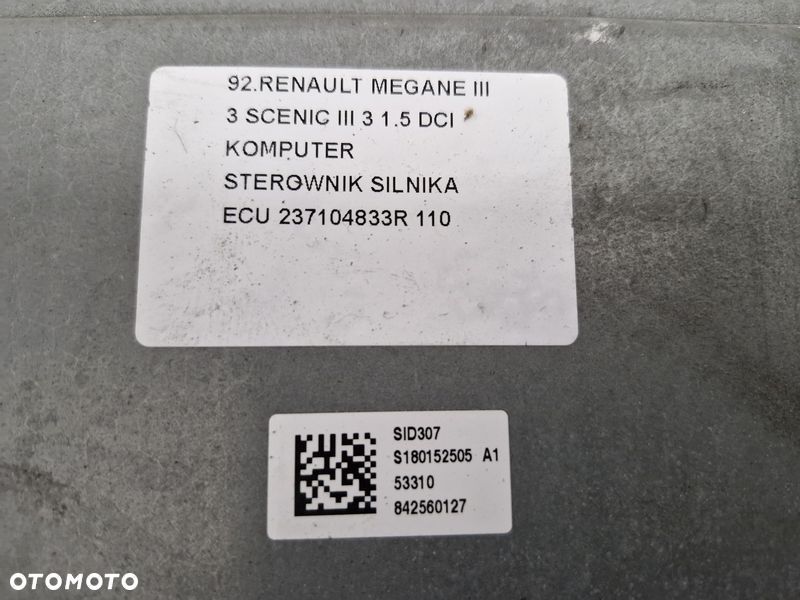 92.RENAULT MEGANE III
3 SCENIC III 3 1.5 DCI
KOMPUTER
STEROWNIK SILNIKA
ECU 237104833R 110
SID307
S180152505 A1
53310
842560127
OTOMOTO